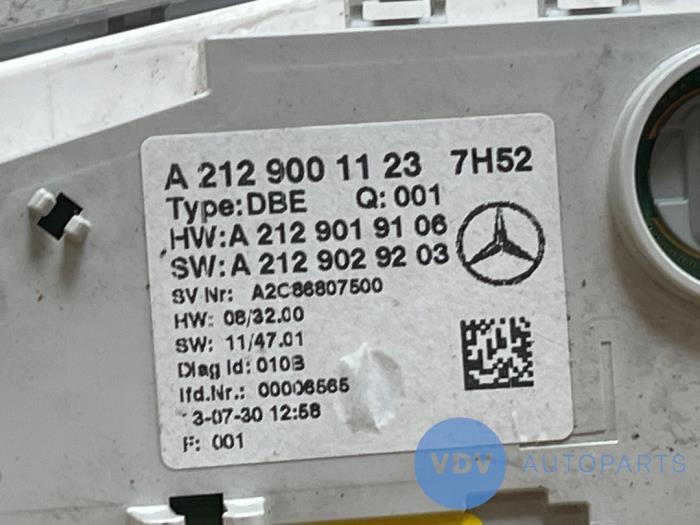 A 212 900 11 23 7H52
Type: DBE Q: 001
HW: A 212 901 91 06
SW: A 212 902 92 03
SV Nr: A2C86807500
HW: 08/32.00
SW: 11/47.01
Diag Id: 010B
lfd.Nr.: 00006565
3-07-30 12:58
F: 001
VDV AUTOPARTS